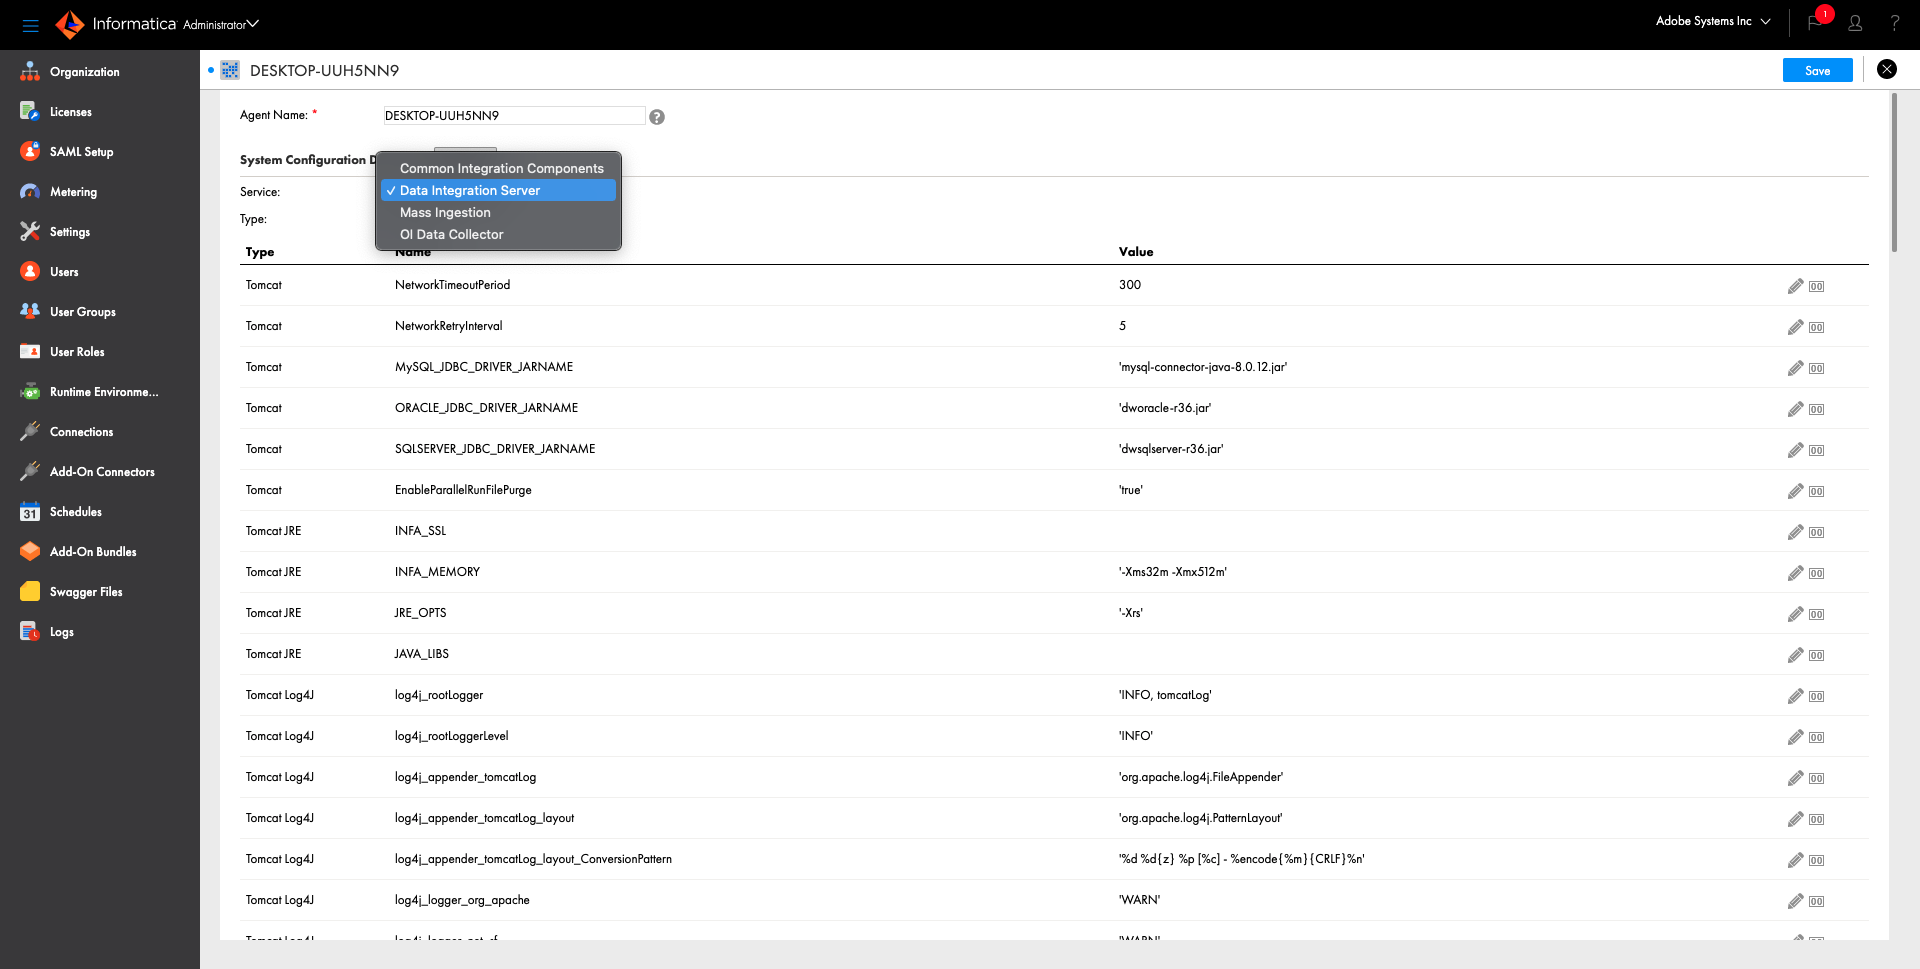 Informatica Administrator
Adobe Systems Inc
1
?
DESKTOP-UUH5NN9
Save
Organization
Licenses
SAML Setup
Metering
Settings
Users
User Groups
User Roles
Runtime Environme...
Connections
Add-On Connectors
31
Schedules
Add-On Bundles
Swagger Files
Logs
Agent Name: * DESKTOP-UUH5NN9 ?
System Configuration D
Service:
Type:
Common Integration Components
✓ Data Integration Server
Mass Ingestion
OI Data Collector
Type Name Value
Tomcat NetworkTimeoutPeriod 300
Tomcat NetworkRetryInterval 5
Tomcat MySQL_JDBC_DRIVER_JARNAME 'mysql-connector-java-8.0.12.jar'
Tomcat ORACLE_JDBC_DRIVER_JARNAME 'dworacle-r36.jar'
Tomcat SQLSERVER_JDBC_DRIVER_JARNAME 'dwsqlserver-r36.jar'
Tomcat EnableParallelRunFilePurge 'true'
Tomcat JRE INFA_SSL
Tomcat JRE INFA_MEMORY '-Xms32m -Xmx512m'
Tomcat JRE JRE_OPTS '-Xrs'
Tomcat JRE JAVA_LIBS
Tomcat Log4J log4j_rootLogger 'INFO, tomcatLog'
Tomcat Log4J log4j_rootLoggerLevel 'INFO'
Tomcat Log4J log4j_appender_tomcatLog 'org.apache.log4j.FileAppender'
Tomcat Log4J log4j_appender_tomcatLog_layout 'org.apache.log4j.PatternLayout'
Tomcat Log4J log4j_appender_tomcatLog_layout_ConversionPattern '%d %d{z} %p [%c] - %encode{%m}{CRLF}%n'
Tomcat Log4J log4j_logger_org_apache 'WARN'
Tomcat Log4J 'WARN'